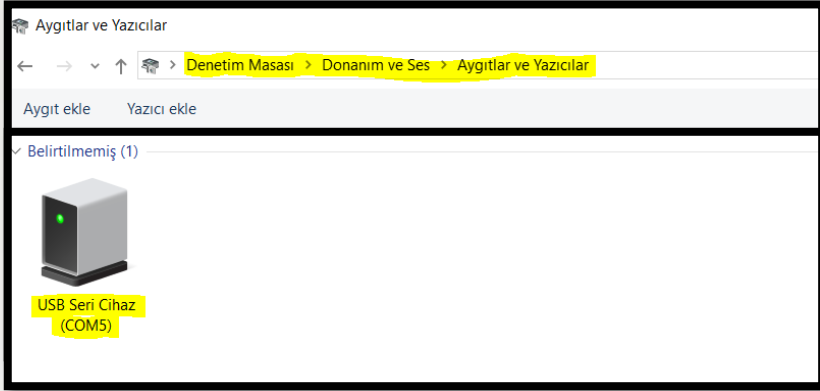 Aygıtlar ve Yazıcılar
Denetim Masası > Donanım ve Ses > Aygıtlar ve Yazıcılar
Aygıt ekle Yazıcı ekle
Belirtilmemiş (1)
USB Seri Cihaz
(COM5)